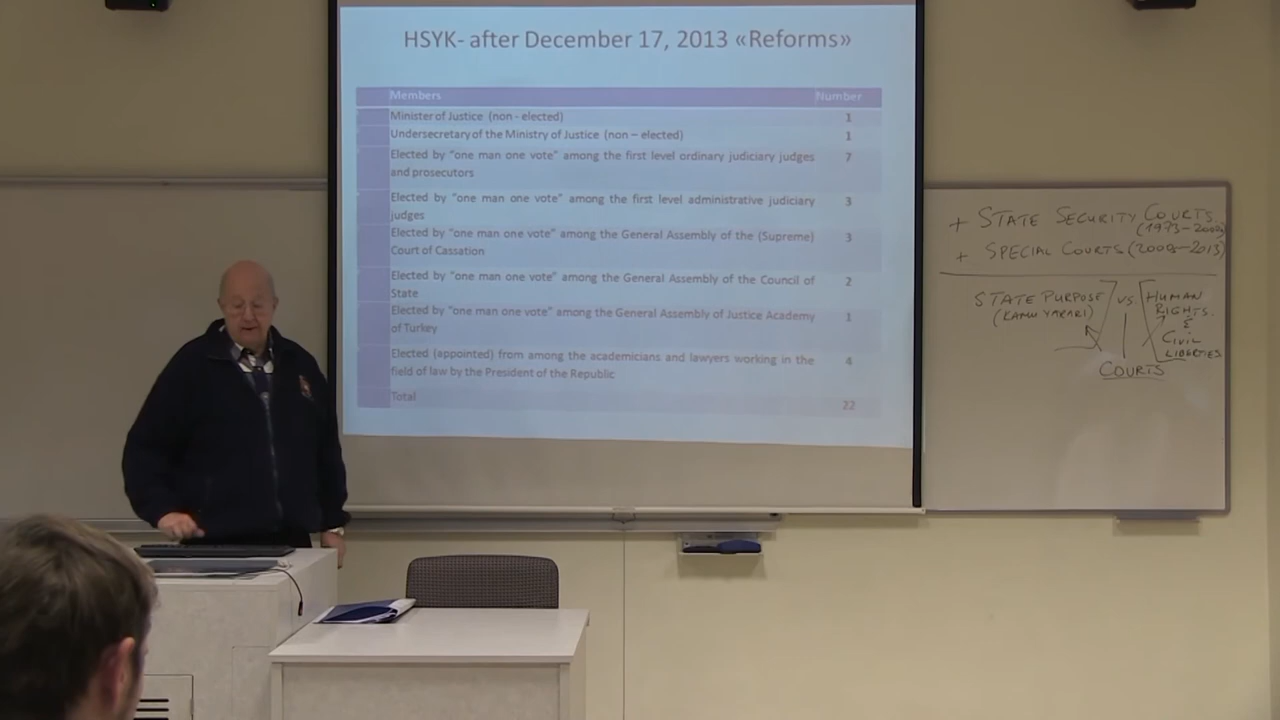 HSYK- after December 17, 2013 «Reforms»
Members Number
Minister of Justice (non - elected) 1
Undersecretary of the Ministry of Justice (non – elected) 1
Elected by "one man one vote" among the first level ordinary judiciary judges 7
and prosecutors
Elected by "one man one vote" among the first level administrative judiciary 3
judges
Elected by "one man one vote" among the General Assembly of the (Supreme) 3
Court of Cassation
Elected by "one man one vote" among the General Assembly of the Council of 2
State
Elected by "one man one vote" among the General Assembly of Justice Academy 1
of Turkey
Elected (appointed) from among the academicians and lawyers working in the 4
field of law by the President of the Republic
Total
22
+ STATE SECURITY COURTS
(1973-
+ SPECIAL COURTS (2000-2013)
STATE PURPOSE VS. HUMAN
(KAMU YARARI) RIGHTS.
&
CIVIL
LIBERTIES
COURTS